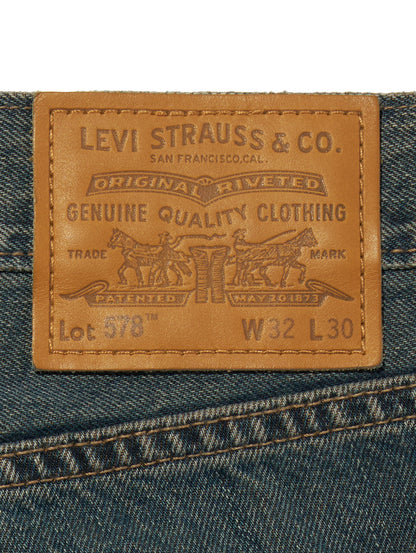 LEVI STRAUSS & CO.
SAN FRANCISCO, CAL.
ORIGINAL RIVETED
GENUINE QUALITY CLOTHING
TRADE MARK
PATENTED MAY 20 1873
Lot 578™ W32 L30